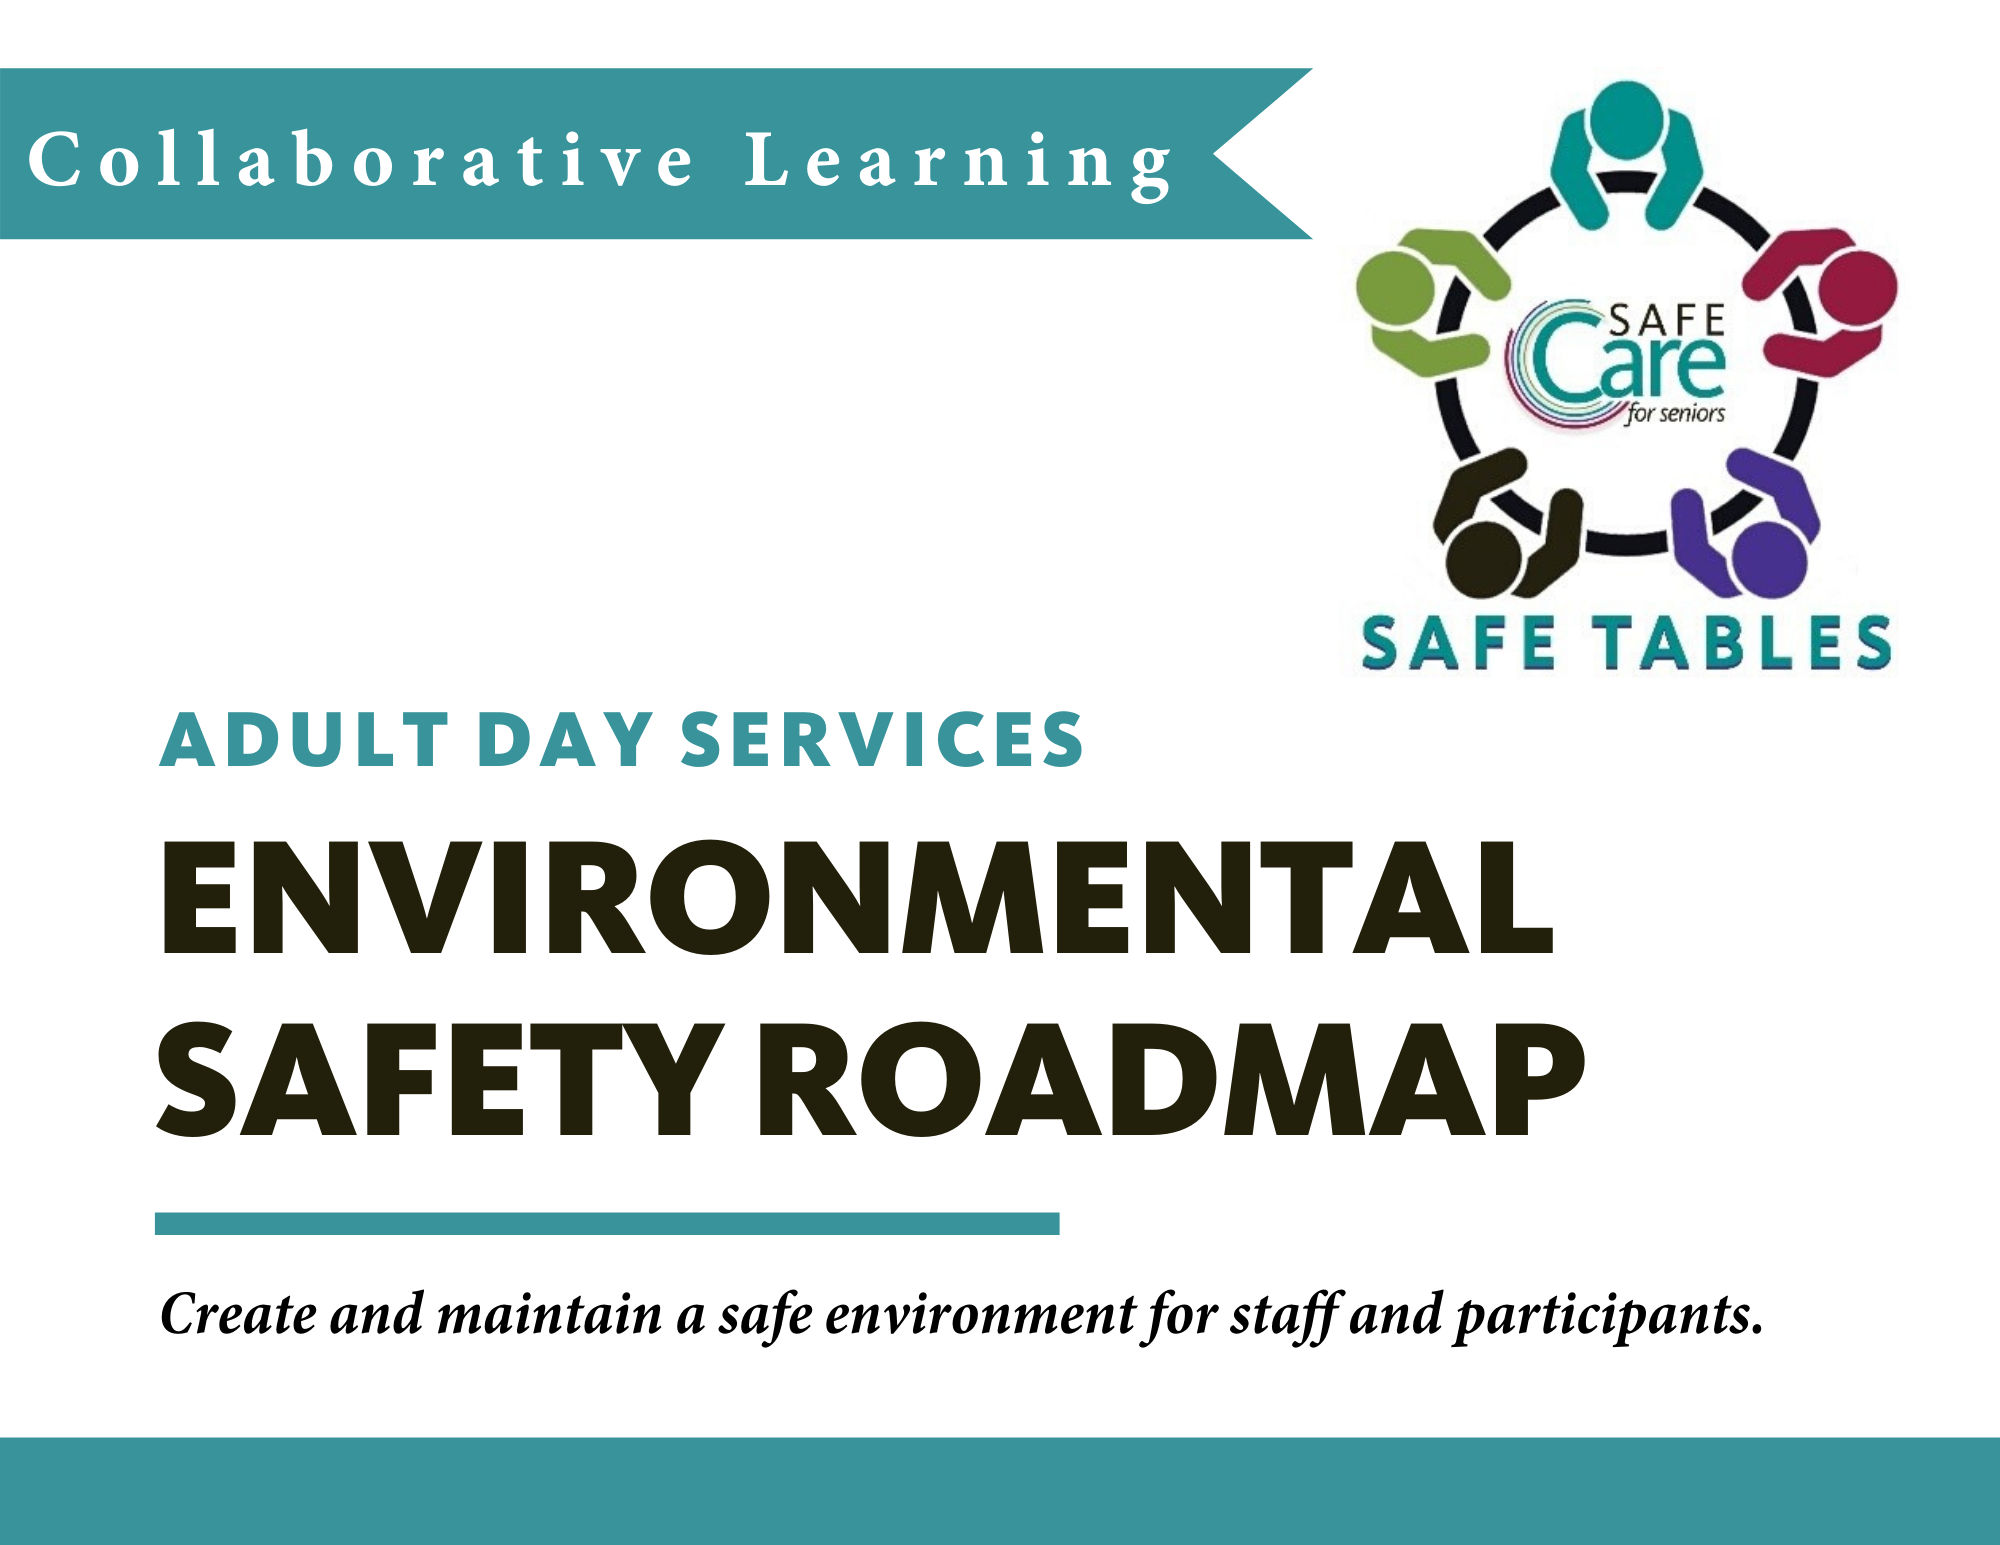 Collaborative Learning
SAFE
Care
for seniors
SAFE TABLES
ADULT DAY SERVICES
ENVIRONMENTAL
SAFETY ROADMAP
Create and maintain a safe environment for staff and participants.